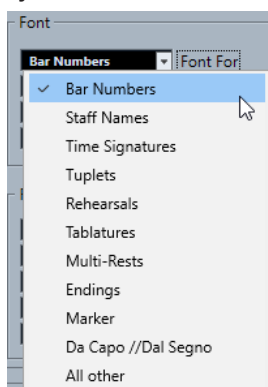 Font
Bar Numbers Font For
Bar Numbers
Staff Names
Time Signatures
Tuplets
Rehearsals
Tablatures
Multi-Rests
Endings
Marker
Da Capo //Dal Segno
All other